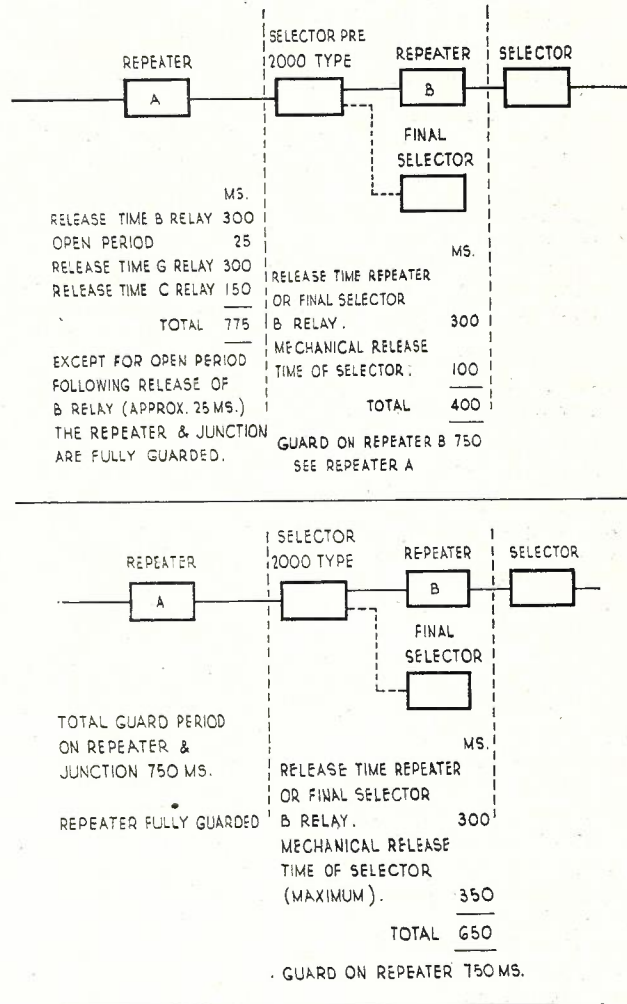 REPEATER
A
SELECTOR PRE
2000 TYPE
REPEATER
B
SELECTOR
FINAL
SELECTOR
MS.
RELEASE TIME B RELAY 300
OPEN PERIOD 25
RELEASE TIME G RELAY 300
RELEASE TIME C RELAY 150
TOTAL 775
EXCEPT FOR OPEN PERIOD
FOLLOWING RELEASE OF
B RELAY (APPROX. 25 MS.)
THE REPEATER & JUNCTION
ARE FULLY GUARDED.
MS.
RELEASE TIME REPEATER
OR FINAL SELECTOR
B RELAY. 300
MECHANICAL RELEASE
TIME OF SELECTOR. 100
TOTAL 400
GUARD ON REPEATER B 750
SEE REPEATER A
REPEATER
A
SELECTOR
2000 TYPE
REPEATER
B
SELECTOR
FINAL
SELECTOR
TOTAL GUARD PERIOD
ON REPEATER &
JUNCTION 750 MS.
REPEATER FULLY GUARDED
MS.
RELEASE TIME REPEATER
OR FINAL SELECTOR
B RELAY. 300
MECHANICAL RELEASE
TIME OF SELECTOR
(MAXIMUM). 350
TOTAL 650
GUARD ON REPEATER 750 MS.